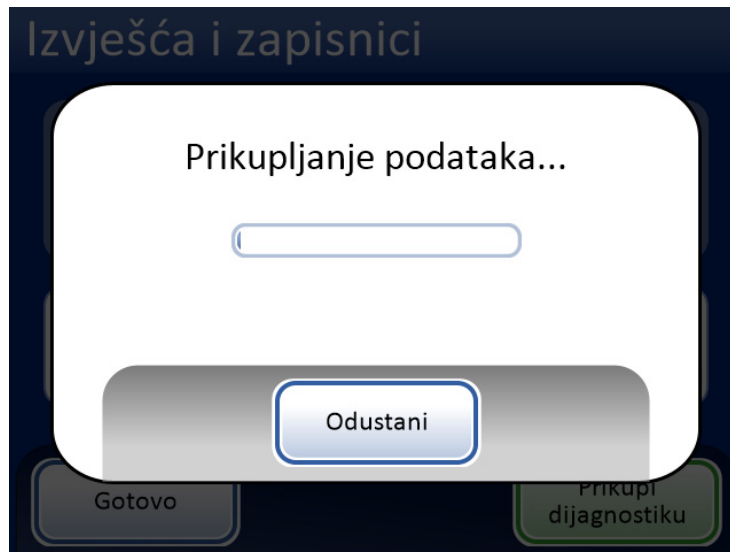 Izvješća i zapisnici
Prikupljanje podataka...
Odustani
Gotovo
Prikupi
dijagnostiku